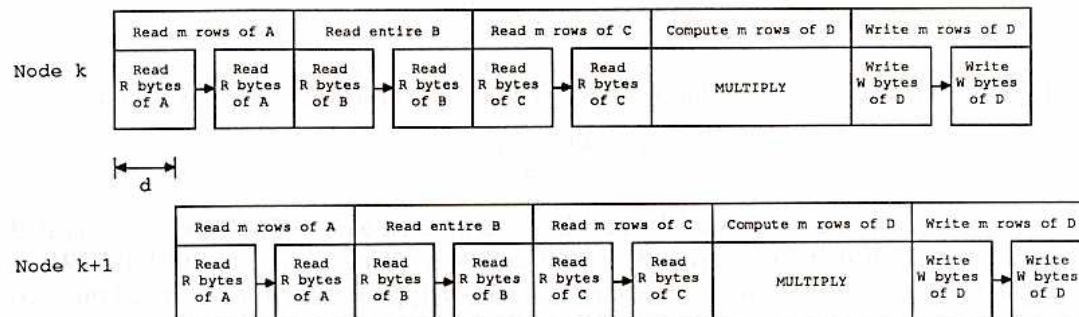 Read m rows of A Read entire B Read m rows of C Compute m rows of D Write m rows of D
Node k
Read R bytes of A
Read R bytes of A
Read R bytes of B
Read R bytes of B
Read R bytes of C
Read R bytes of C
MULTIPLY
Write W bytes of D
Write W bytes of D
d
Read m rows of A Read entire B Read m rows of C Compute m rows of D Write m rows of D
Node k+1
Read R bytes of A
Read R bytes of A
Read R bytes of B
Read R bytes of B
Read R bytes of C
Read R bytes of C
MULTIPLY
Write W bytes of D
Write W bytes of D